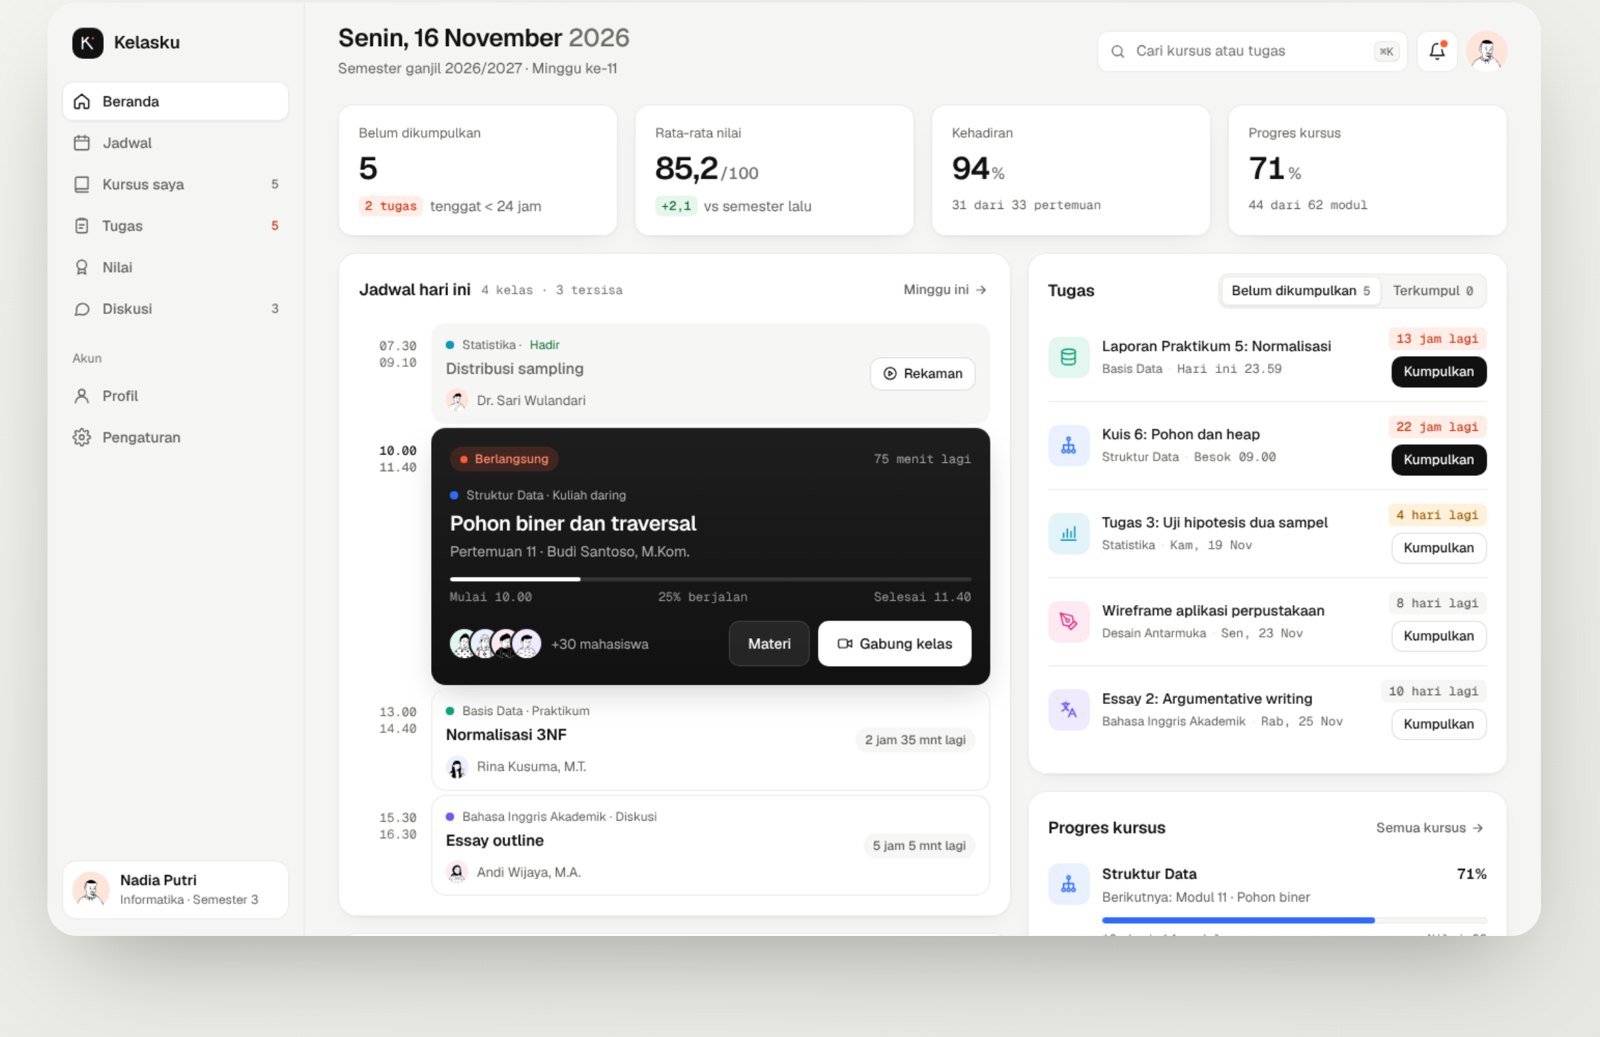 Kelasku
Beranda
Jadwal
Kursus saya 5
Tugas 5
Nilai
Diskusi 3
Akun
Profil
Pengaturan
Nadia Putri
Informatika · Semester 3
Senin, 16 November 2026
Semester ganjil 2026/2027 · Minggu ke-11
Cari kursus atau tugas ⌘K
Belum dikumpulkan
5
2 tugas tenggat < 24 jam
Rata-rata nilai
85,2/100
+2,1 vs semester lalu
Kehadiran
94%
31 dari 33 pertemuan
Progres kursus
71%
44 dari 62 modul
Jadwal hari ini 4 kelas · 3 tersisa Minggu ini →
07.30
09.10
Statistika · Hadir
Distribusi sampling
Dr. Sari Wulandari
Rekaman
10.00
11.40
Berlangsung 75 menit lagi
Struktur Data · Kuliah daring
Pohon biner dan traversal
Pertemuan 11 · Budi Santoso, M.Kom.
Mulai 10.00 25% berjalan Selesai 11.40
+30 mahasiswa Materi Gabung kelas
13.00
14.40
Basis Data · Praktikum
Normalisasi 3NF
Rina Kusuma, M.T.
2 jam 35 mnt lagi
15.30
16.30
Bahasa Inggris Akademik · Diskusi
Essay outline
Andi Wijaya, M.A.
5 jam 5 mnt lagi
Tugas Belum dikumpulkan 5 Terkumpul 0
Laporan Praktikum 5: Normalisasi
Basis Data · Hari ini 23.59
13 jam lagi
Kumpulkan
Kuis 6: Pohon dan heap
Struktur Data · Besok 09.00
22 jam lagi
Kumpulkan
Tugas 3: Uji hipotesis dua sampel
Statistika · Kam, 19 Nov
4 hari lagi
Kumpulkan
Wireframe aplikasi perpustakaan
Desain Antarmuka · Sen, 23 Nov
8 hari lagi
Kumpulkan
Essay 2: Argumentative writing
Bahasa Inggris Akademik · Rab, 25 Nov
10 hari lagi
Kumpulkan
Progres kursus Semua kursus →
Struktur Data 71%
Berikutnya: Modul 11 · Pohon biner